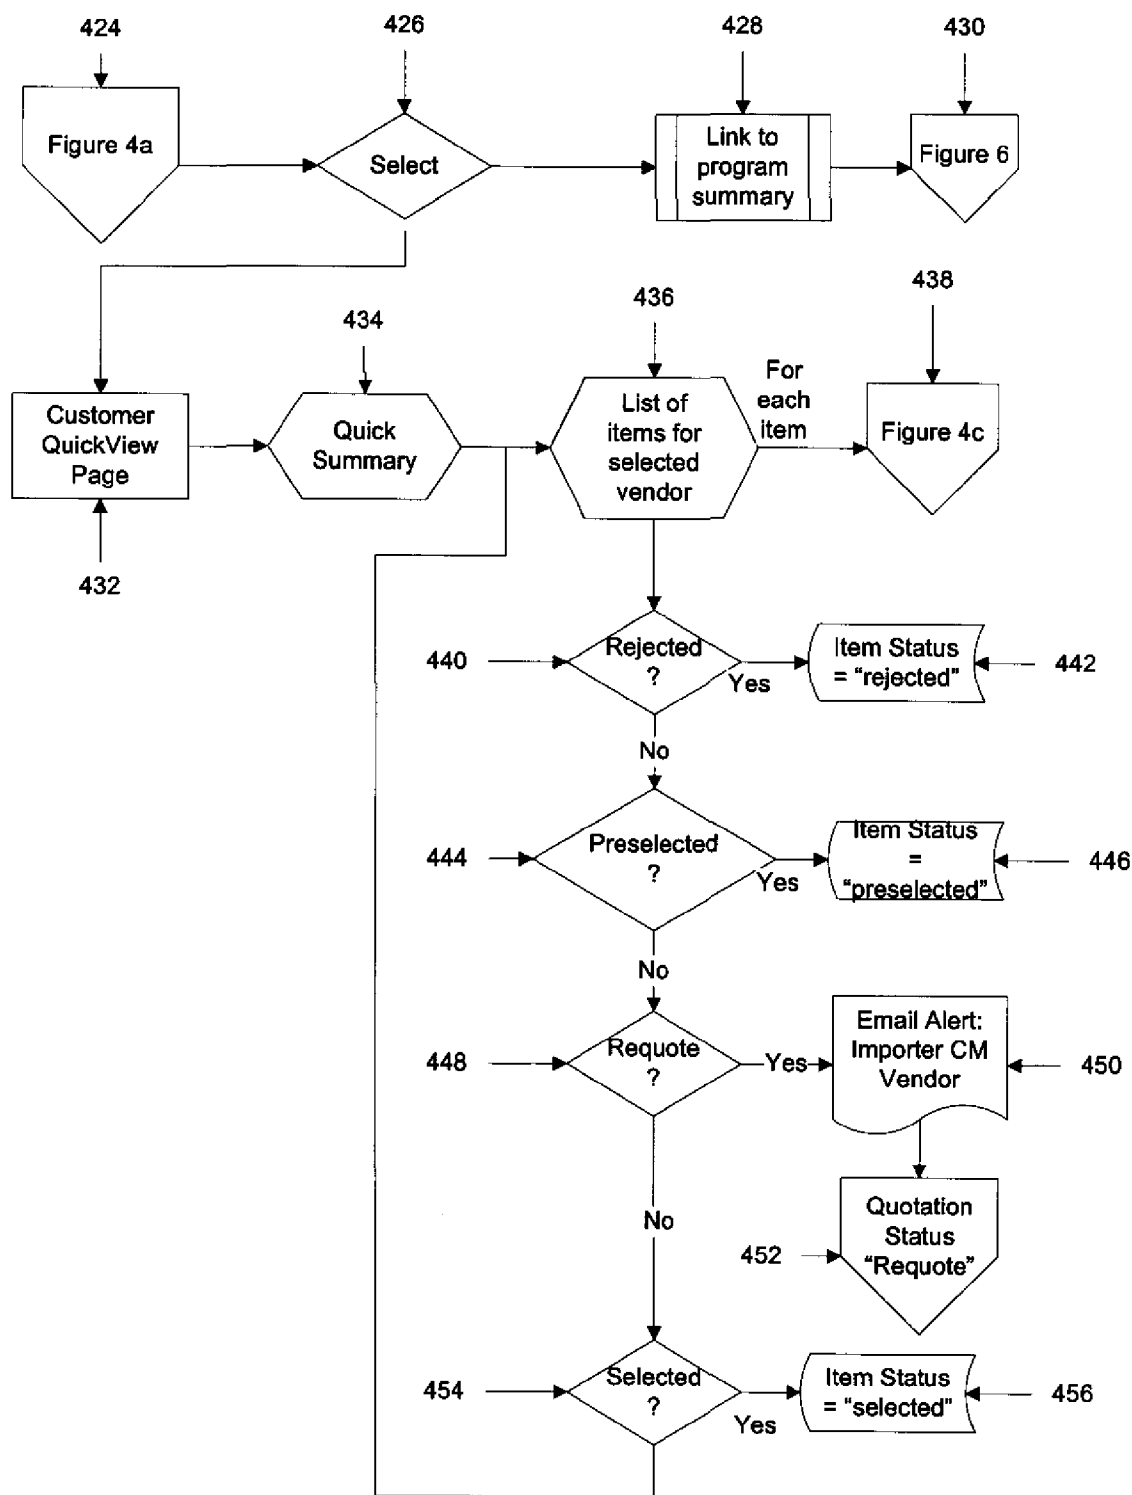 424
426
428
430
Figure 4a
Select
Link to
program
summary
Figure 6
434
436
438
Customer
QuickView
Page
Quick
Summary
List of
items for
selected
vendor
For
each
item
Figure 4c
432
440
Rejected
?
Yes
Item Status
= “rejected”
442
No
444
Preselected
?
Yes
Item Status
=
“preselected”
446
No
448
Requote
?
Yes
Email Alert:
Importer CM
Vendor
450
No
452
Quotation
Status
“Requote”
454
Selected
?
Yes
Item Status
= “selected”
456